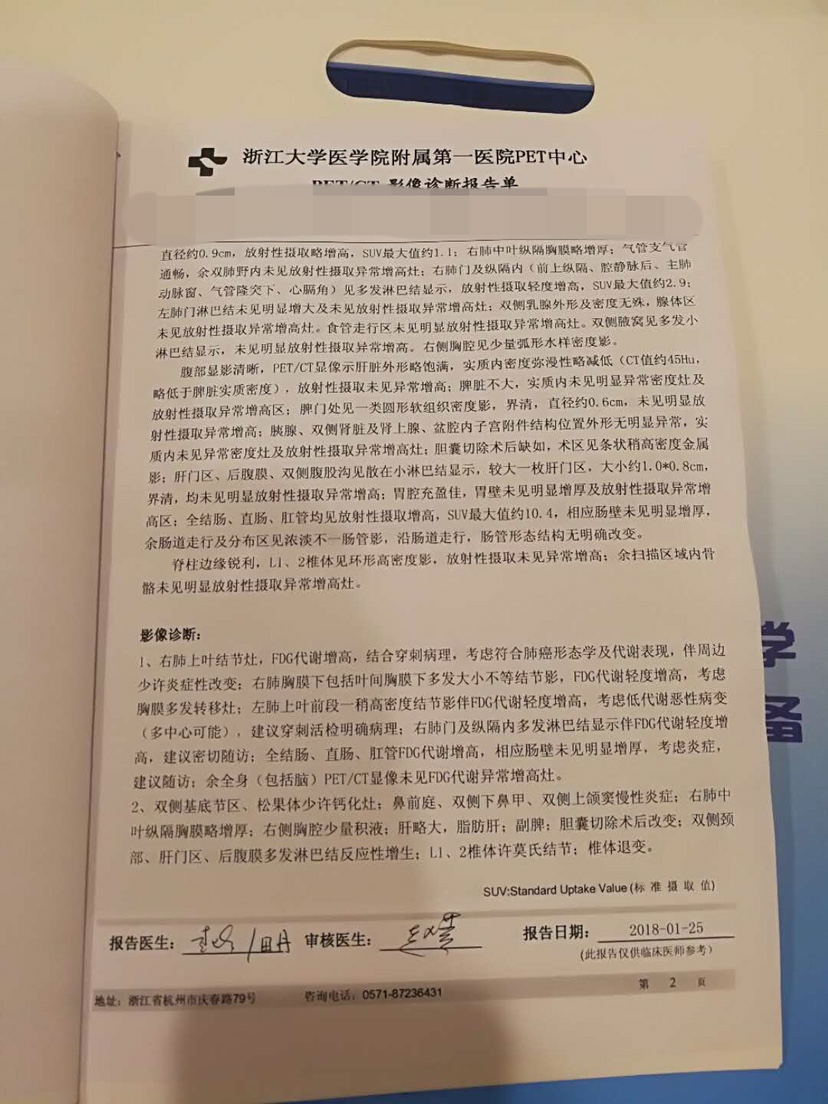 浙江大学医学院附属第一医院PET中心
PET/CT 影像诊断报告单
直径约0.9cm，放射性摄取略增高，SUV最大值约1.1；右肺中叶纵隔胸膜略增厚；气管支气管
通畅，余双肺野内未见放射性摄取异常增高灶；右肺门及纵隔内（前上纵隔、腔静脉后、主肺
动脉窗、气管隆突下、心膈角）见多发淋巴结显示，放射性摄取轻度增高，SUV最大值约2.9；
左肺门淋巴结未见明显增大及未见放射性摄取异常增高灶；双侧乳腺外形及密度无殊，腺体区
未见放射性摄取异常增高灶。食管走行区未见明显放射性摄取异常增高灶。双侧腋窝见多发小
淋巴结显示，未见明显放射性摄取异常增高。右侧胸腔见少量弧形水样密度影。
腹部显影清晰，PET/CT显像示肝脏外形略饱满，实质内密度弥漫性略减低（CT值约45Hu，
略低于脾脏实质密度），放射性摄取未见异常增高；脾脏不大，实质内未见明显异常密度灶及
放射性摄取异常增高区；脾门处见一类圆形软组织密度影，界清，直径约0.6cm，未见明显放
射性摄取异常增高；胰腺、双侧肾脏及肾上腺、盆腔内子宫附件结构位置外形无明显异常，实
质内未见异常密度灶及放射性摄取异常增高灶；胆囊切除术后缺如，术区见条状稍高密度金属
影；肝门区、后腹膜、双侧腹股沟见散在小淋巴结显示，较大一枚肝门区，大小约1.0*0.8cm，
界清，均未见明显放射性摄取异常增高；胃腔充盈佳，胃壁未见明显增厚及放射性摄取异常增
高区；全结肠、直肠、肛管均见放射性摄取增高，SUV最大值约10.4，相应肠壁未见明显增厚，
余肠道走行及分布区见浓淡不一肠管影，沿肠道走行，肠管形态结构无明确改变。
脊柱边缘锐利，L1、2椎体见环形高密度影，放射性摄取未见异常增高；余扫描区域内骨
骼未见明显放射性摄取异常增高灶。
影像诊断：
1、右肺上叶结节灶，FDG代谢增高，结合穿刺病理，考虑符合肺癌形态学及代谢表现，伴周边
少许炎症性改变；右肺胸膜下包括叶间胸膜下多发大小不等结节影，FDG代谢轻度增高，考虑
胸膜多发转移灶；左肺上叶前段一稍高密度结节影伴FDG代谢轻度增高，考虑低代谢恶性病变
（多中心可能），建议穿刺活检明确病理；右肺门及纵隔内多发淋巴结显示伴FDG代谢轻度增
高，建议密切随访；全结肠、直肠、肛管FDG代谢增高，相应肠壁未见明显增厚，考虑炎症，
建议随访；余全身（包括脑）PET/CT显像未见FDG代谢异常增高灶。
2、双侧基底节区、松果体少许钙化灶；鼻前庭、双侧下鼻甲、双侧上颌窦慢性炎症；右肺中
叶纵隔胸膜略增厚；右侧胸腔少量积液；肝略大，脂肪肝；副脾；胆囊切除术后改变；双侧颈
部、肝门区、后腹膜多发淋巴结反应性增生；L1、2椎体许莫氏结节；椎体退变。
SUV:Standard Uptake Value(标准摄取值)
报告医生： 审核医生： 报告日期： 2018-01-25
(此报告仅供临床医师参考)
地址：浙江省杭州市庆春路79号 咨询电话：0571-87236431 第 2 页
学
备